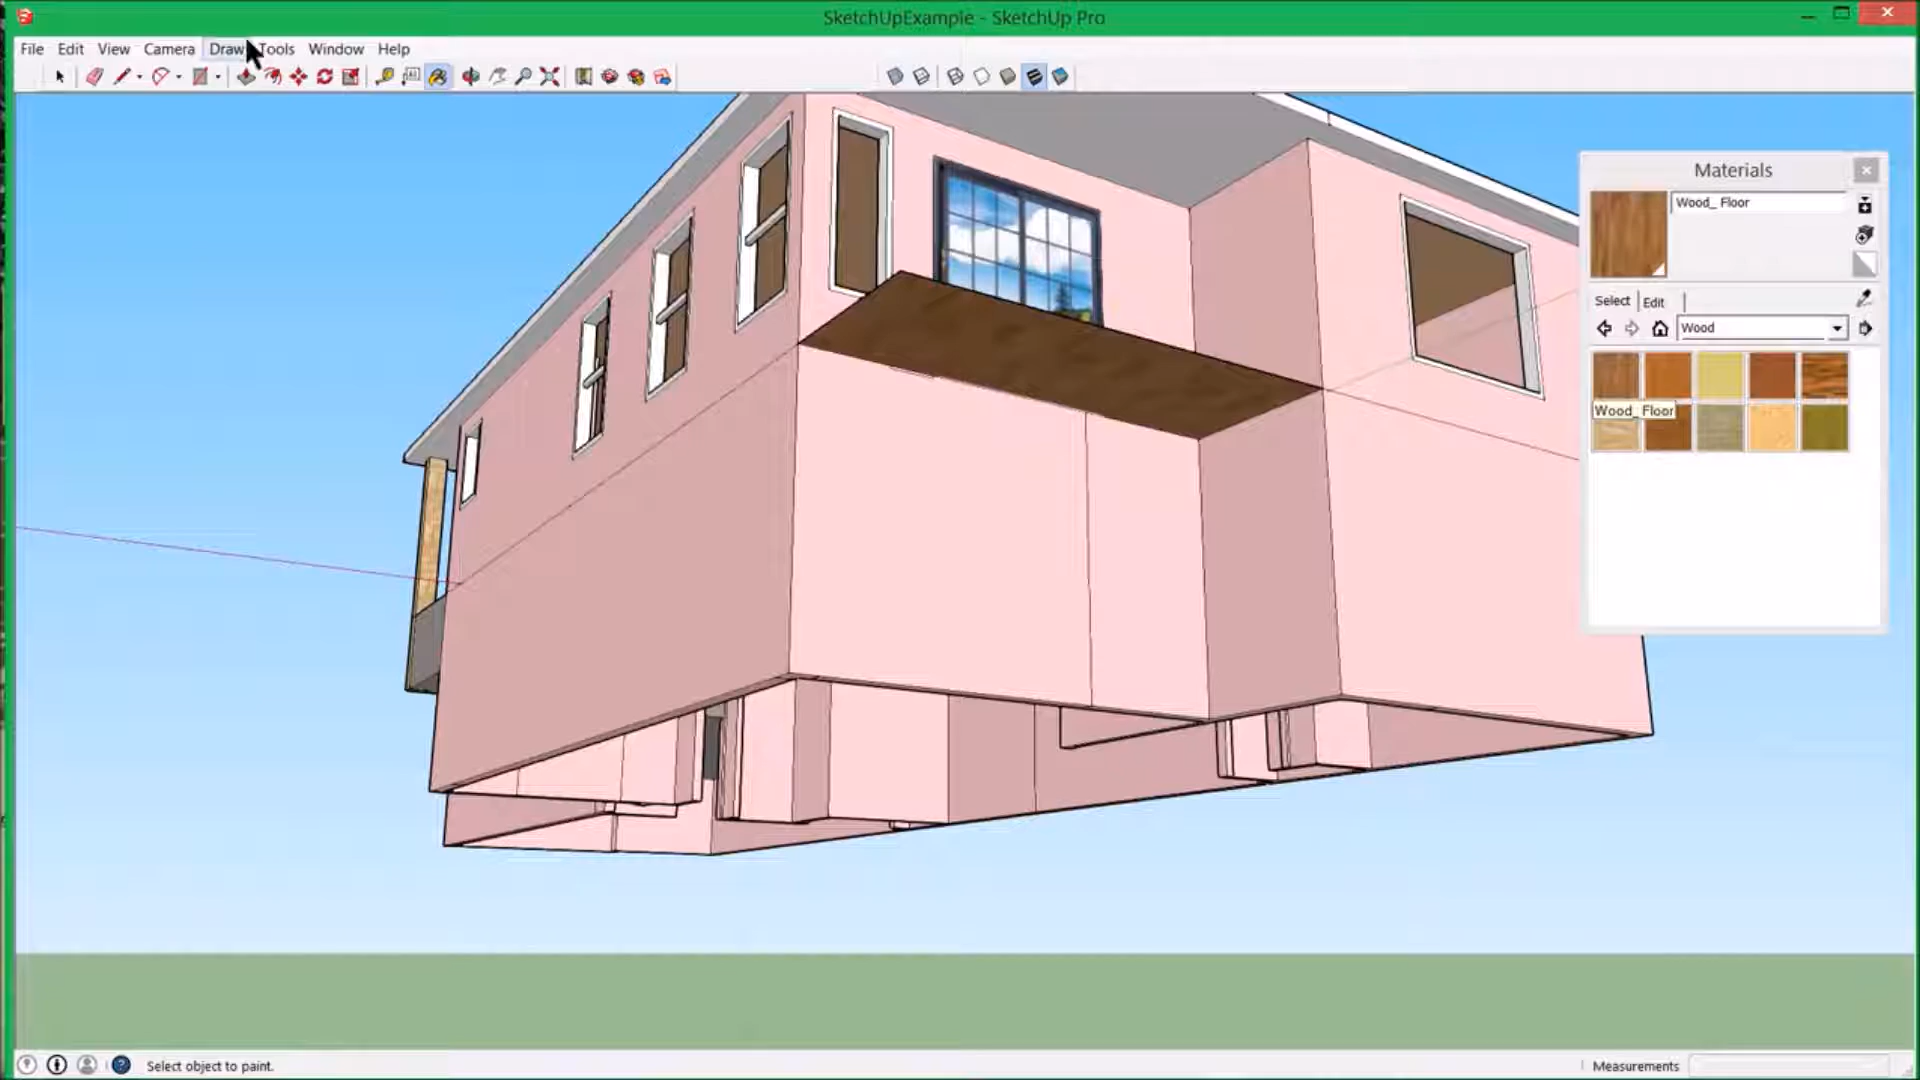 SketchUpExample - SketchUp Pro
File Edit View Camera Draw Tools Window Help
Materials
Wood_ Floor
Select Edit
Wood
Wood_ Floor
Select object to paint.
Measurements